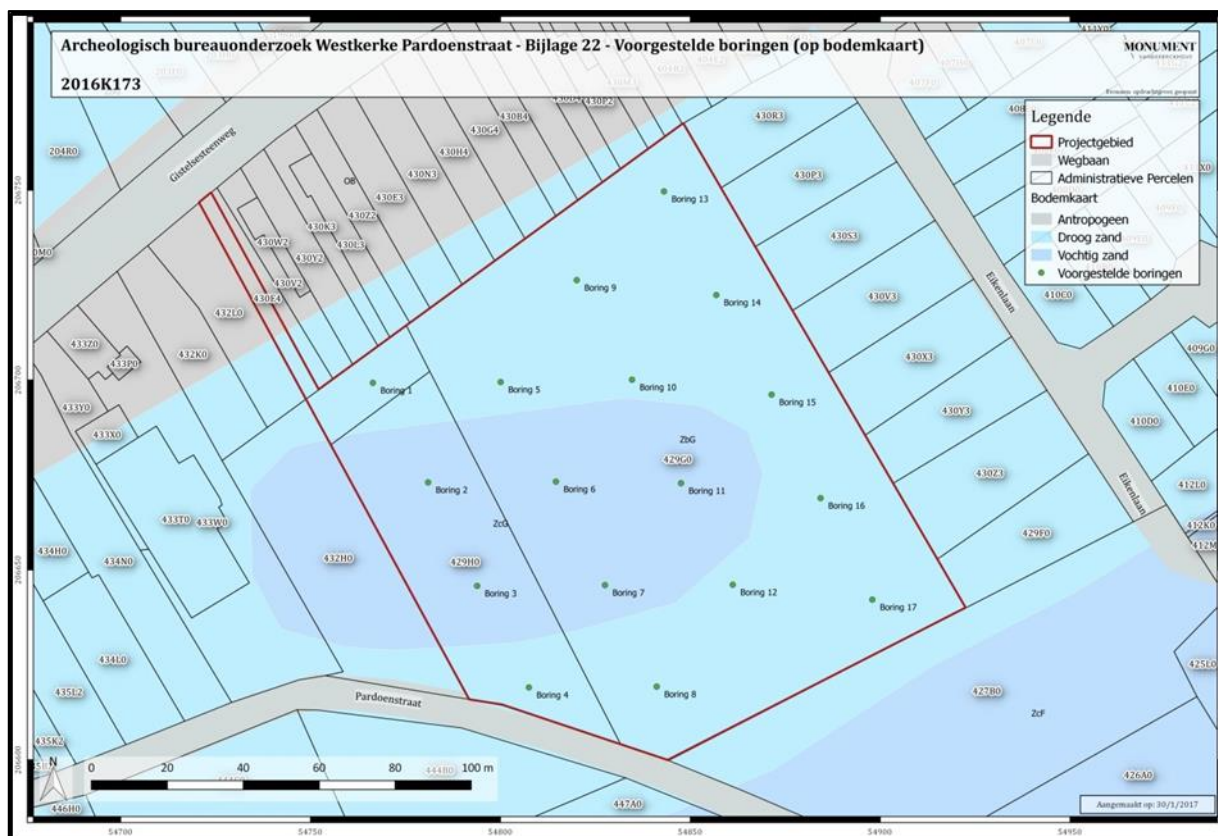 Archeologisch bureauonderzoek Westkerke Pardoenstraat - Bijlage 22 - Voorgestelde boringen (op bodemkaart)
2016K173
MONUMENT
VANDEKERCKHOVE
Legende
Projectgebied
Wegbaan
Administratieve Percelen
Bodemkaart
Antropogeen
Droog zand
Vochtig zand
Voorgestelde boringen
Gistelsesteenweg
Eikenlaan
Eikenlaan
Pardoenstraat
204R0
OB
430P2
430B4
430G4
430H4
430N3
430E3
430Z2
430L3
430K3
430W2
430Y2
430V2
430E4
432L0
432K0
433Z0
433P0
433Y0
433X0
433T0
433W0
434H0
434N0
432H0
434L0
435L2
435K2
446H0
430R3
430P3
430S3
430V3
430X3
430Y3
430Z3
429F0
410C0
409G0
410E0
410D0
412L0
412K0
425L0
427B0
ZcF
426A0
447A0
444B0
ZbG
429G0
ZcG
429H0
Boring 13
Boring 9
Boring 14
Boring 1
Boring 5
Boring 10
Boring 15
Boring 2
Boring 6
Boring 11
Boring 16
Boring 3
Boring 7
Boring 12
Boring 17
Boring 4
Boring 8
206750
206700
206650
206600
N
0 20 40 60 80 100 m
Aangemaakt op: 30/1/2017
54700 54750 54800 54850 54900 54950